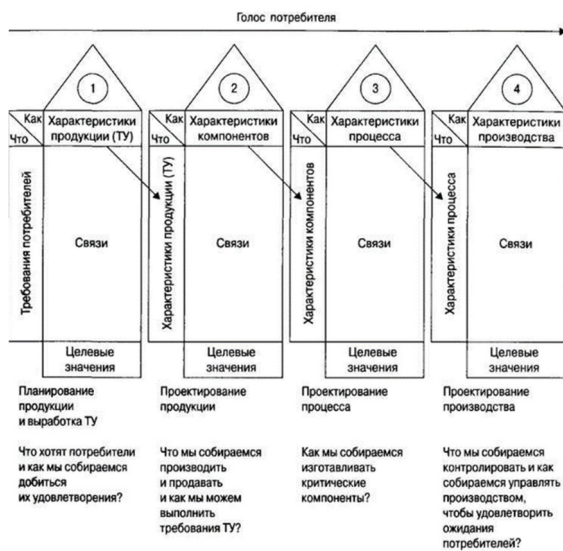 Голос потребителя
1
Как
Что
Характеристики
продукции (ТУ)
Требования потребителей
Связи
Целевые
значения
Планирование
продукции
и выработка ТУ
Что хотят потребители
и как мы собираемся
добиться
их удовлетворения?
2
Как
Что
Характеристики
компонентов
Характеристики продукции (ТУ)
Связи
Целевые
значения
Проектирование
продукции
Что мы собираемся
производить
и продавать
и как мы можем
выполнить
требования ТУ?
3
Как
Что
Характеристики
процесса
Характеристики компонентов
Связи
Целевые
значения
Проектирование
процесса
Как мы собираемся
изготавливать
критические
компоненты?
4
Как
Что
Характеристики
производства
Характеристики процесса
Связи
Целевые
значения
Проектирование
производства
Что мы собираемся
контролировать и как
собираемся управлять
производством,
чтобы удовлетворить
ожидания
потребителей?